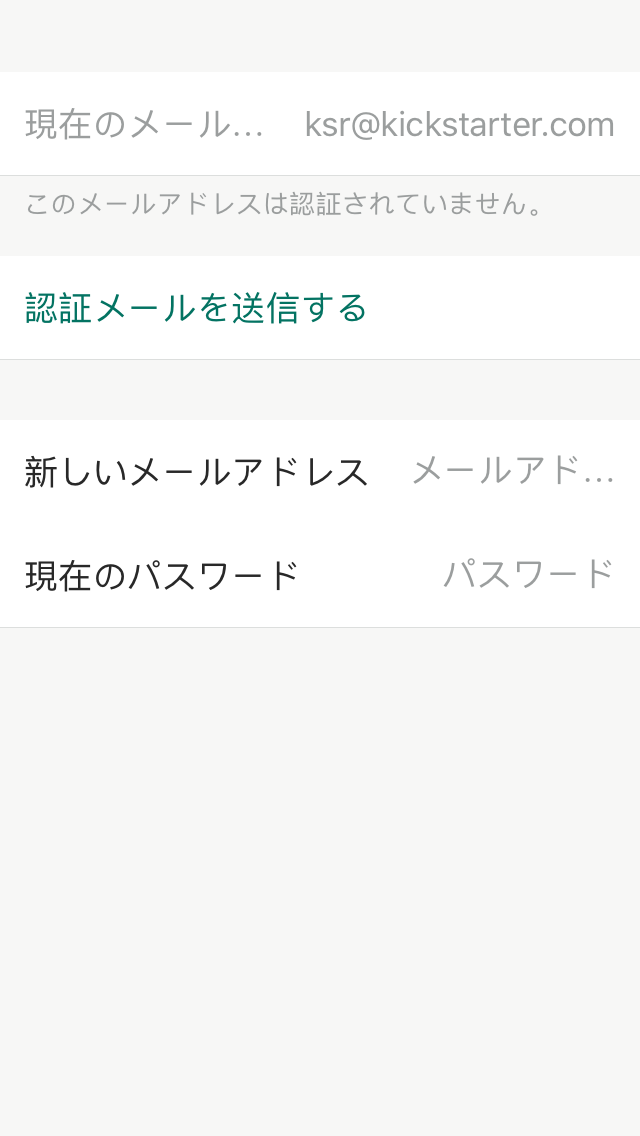 現在のメール… ksr@kickstarter.com
このメールアドレスは認証されていません。
認証メールを送信する
新しいメールアドレス メールアド…
現在のパスワード パスワード